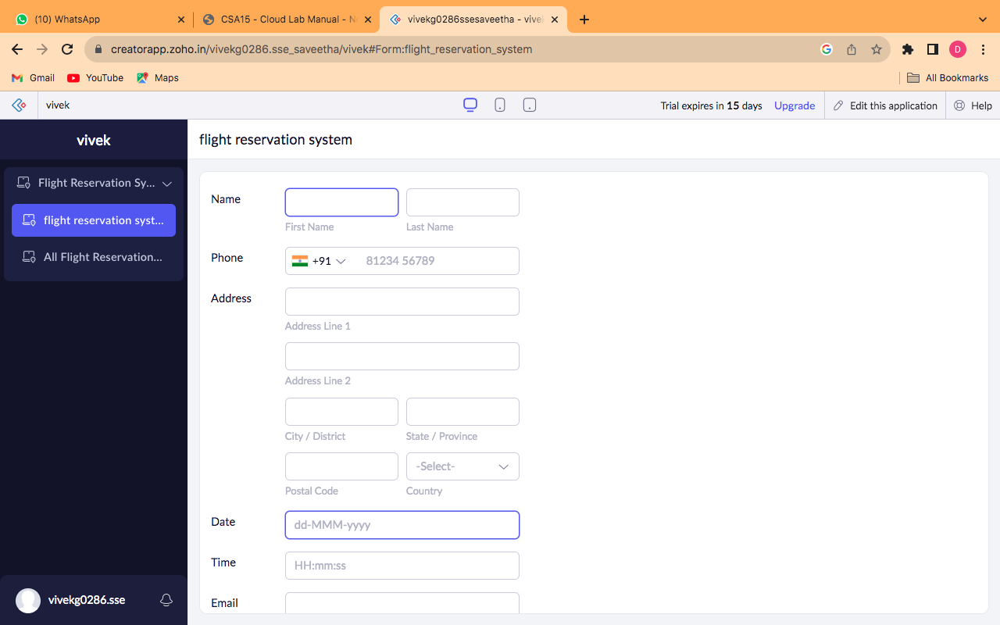 (10) WhatsApp
CSA15 - Cloud Lab Manual - N
vivekg0286ssesaveetha - vivek
creatorapp.zoho.in/vivekg0286.sse_saveetha/vivek#Form:flight_reservation_system
D
Gmail
YouTube
Maps
All Bookmarks
vivek
Trial expires in 15 days
Upgrade
Edit this application
Help
vivek
Flight Reservation Sy...
flight reservation syst...
All Flight Reservation...
vivekg0286.sse
flight reservation system
Name
First Name
Last Name
Phone
+91
81234 56789
Address
Address Line 1
Address Line 2
City / District
State / Province
-Select-
Postal Code
Country
Date
dd-MMM-yyyy
Time
HH:mm:ss
Email